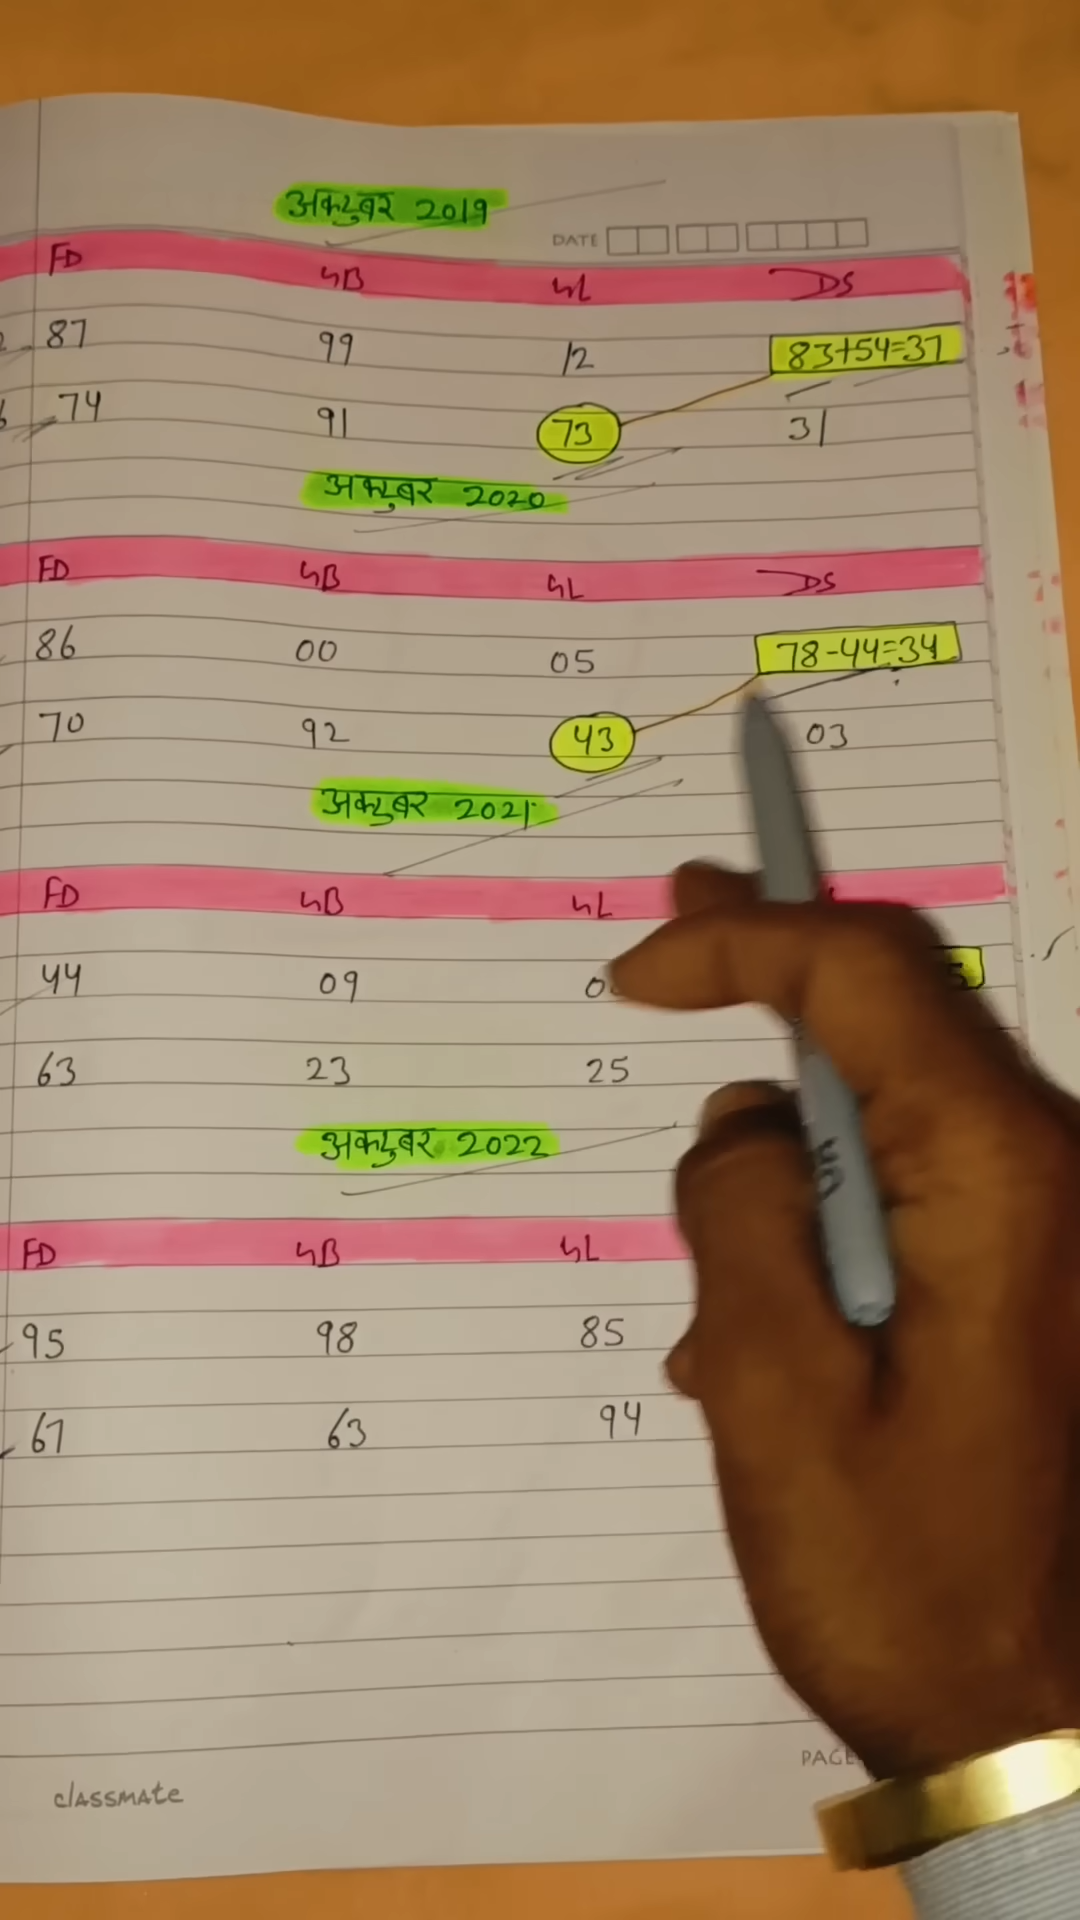 अक्टुबर 2019
DATE
FD GB GL DS
87 99 12 83+54=37
74 91 73 31
अक्टुबर 2020
FD GB GL DS
86 00 05 78-44=34
70 92 43 03
अक्टुबर 2021
FD GB GL
44 09
63 23 25
अक्टुबर 2022
FD GB GL
95 98 85
67 63 94
PAGE
classmate